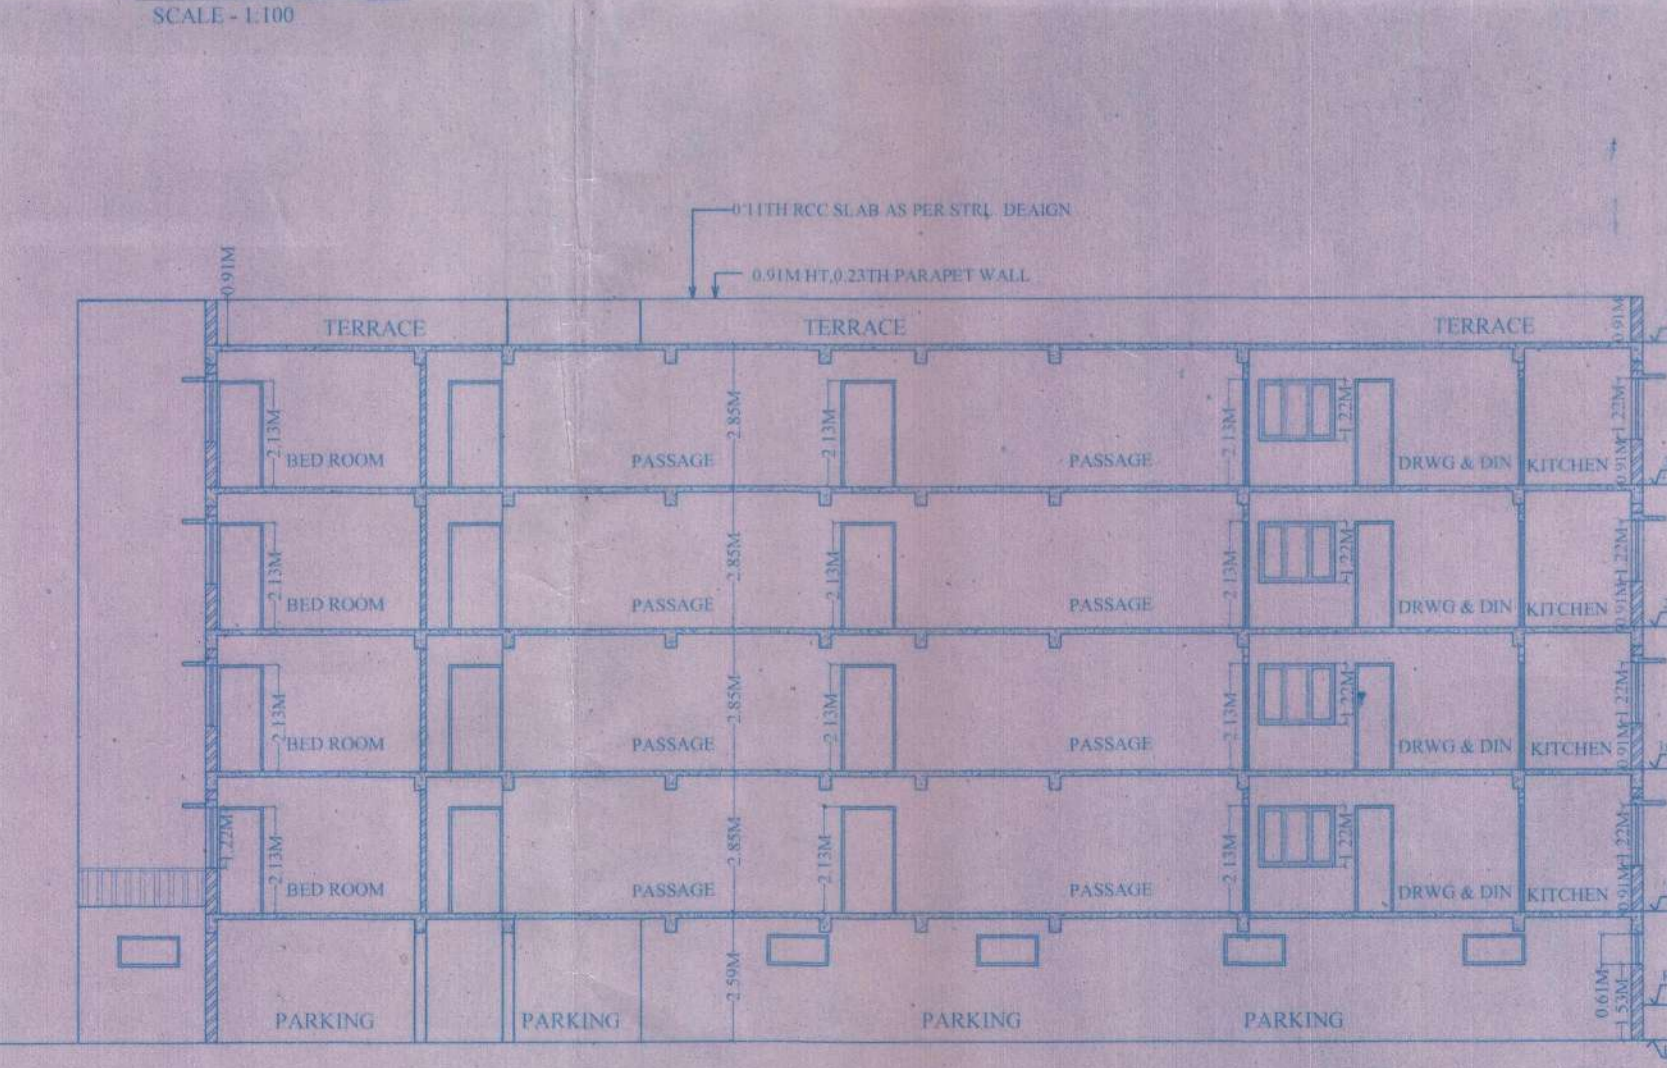 SCALE - 1:100
0.11TH RCC SLAB AS PER STRL DEAIGN
0.91M HT,0.23TH PARAPET WALL
0.91M
TERRACE TERRACE TERRACE 0.91M
2.13M BED ROOM PASSAGE 2.85M 2.13M PASSAGE 2.13M 1.22M DRWG & DIN KITCHEN 0.91M 1.22M
2.13M BED ROOM PASSAGE 2.85M 2.13M PASSAGE 2.13M 1.22M DRWG & DIN KITCHEN 0.91M 1.22M
2.13M BED ROOM PASSAGE 2.85M 2.13M PASSAGE 2.13M 1.22M DRWG & DIN KITCHEN 0.91M 1.22M
1.22M 2.13M BED ROOM PASSAGE 2.85M 2.13M PASSAGE 2.13M 1.22M DRWG & DIN KITCHEN 0.91M 1.22M
PARKING PARKING 2.59M PARKING PARKING 0.61M 1.53M